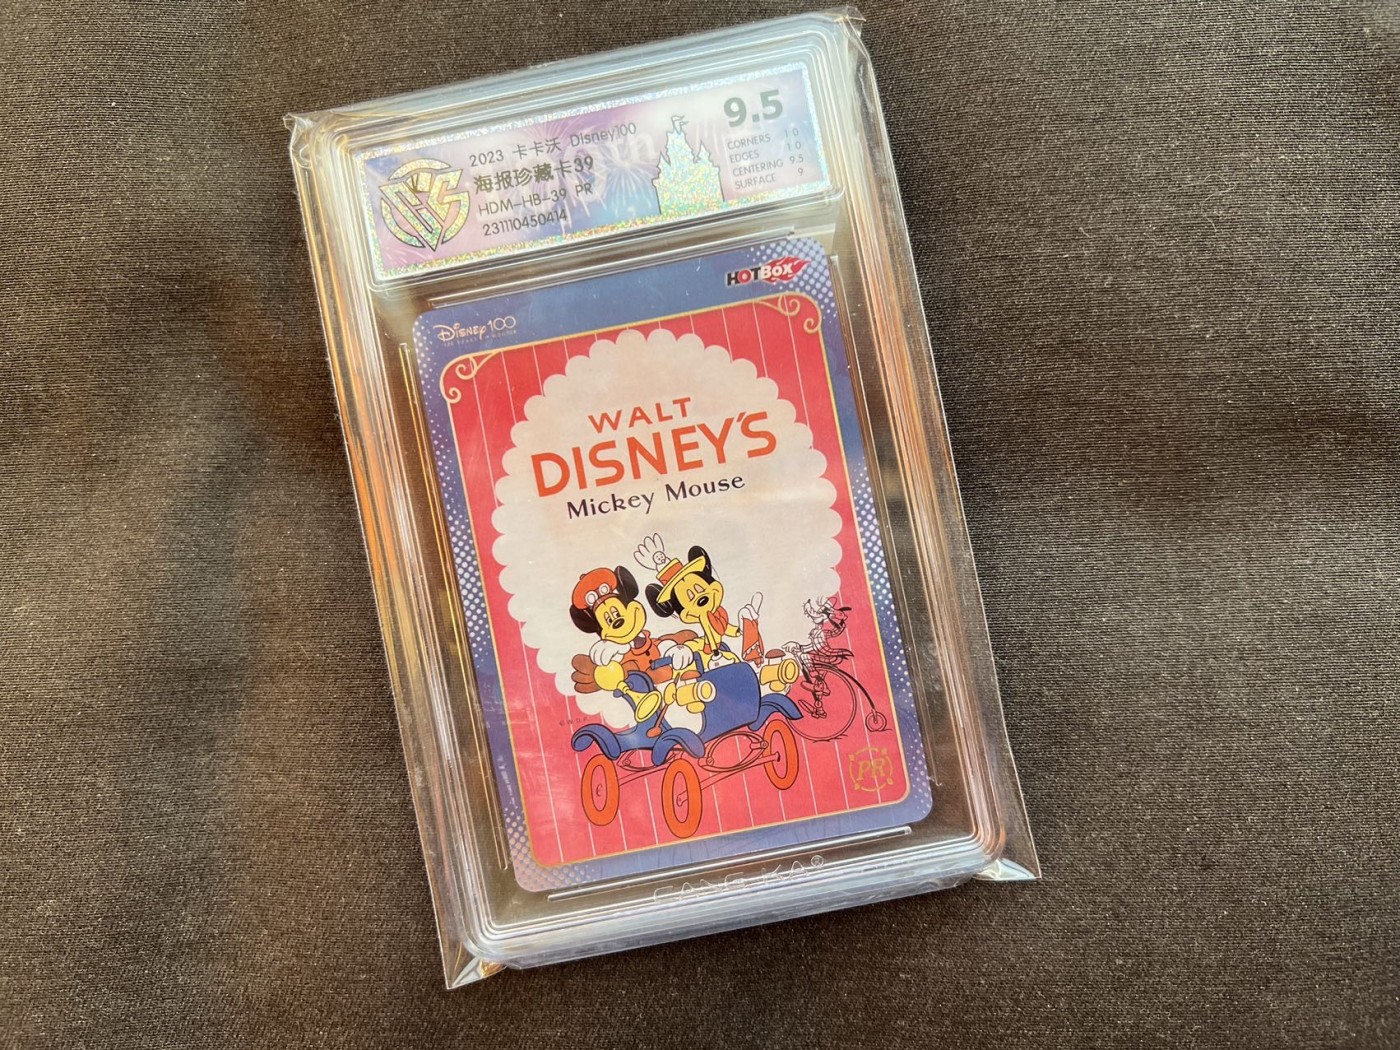 2023 卡卡沃 Disney100
海报珍藏卡39
HDM-HB-39 PR
231110450414
9.5
CORNERS 10
EDGES 10
CENTERING 9.5
SURFACE 9
HOTBOX
Disney100
WALT
DISNEY'S
Mickey Mouse
PR